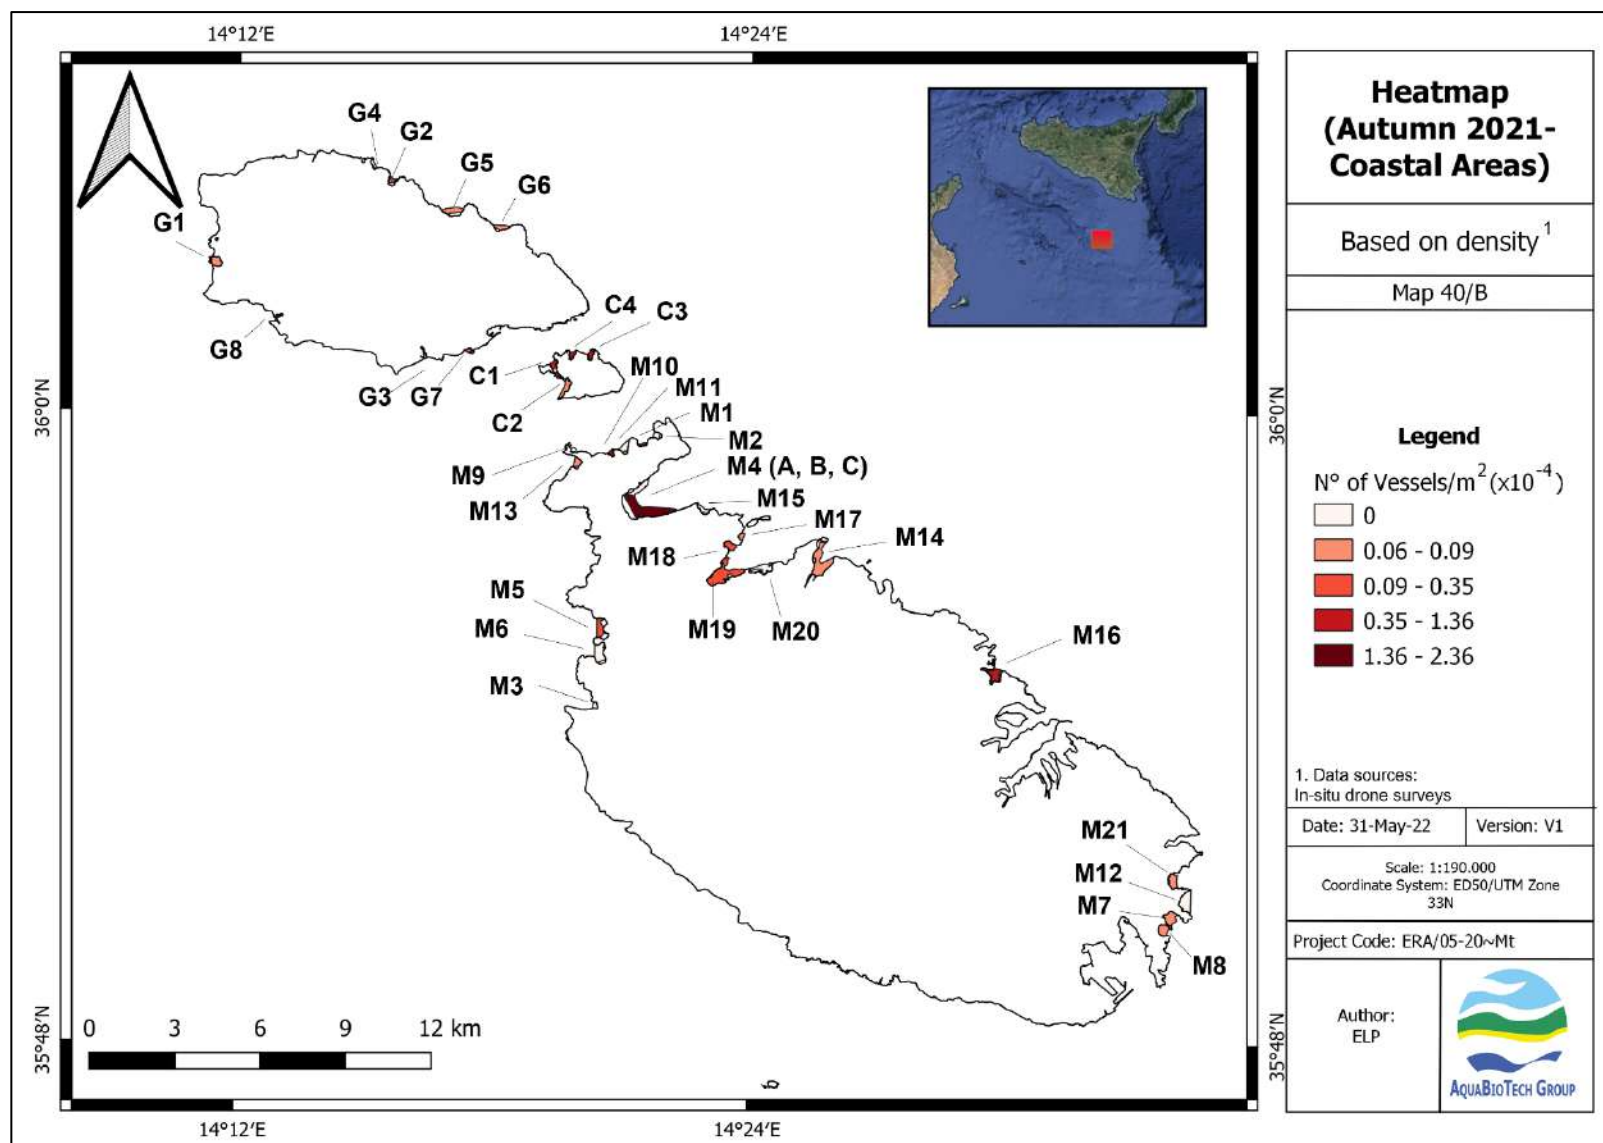 14°12′E
14°24′E
G4
G2
G5
G6
G1
G8
G3
G7
C4
C3
C1
C2
M10
M11
M1
M2
M9
M13
M4 (A, B, C)
M15
M17
M18
M14
M5
M6
M19
M20
M3
M16
M21
M12
M7
M8
36°0′N
36°0′N
35°48′N
35°48′N
0 3 6 9 12 km
14°12′E
14°24′E
Heatmap
(Autumn 2021-
Coastal Areas)
Based on density 1
Map 40/B
Legend
N° of Vessels/m2(x10-4)
0
0.06 - 0.09
0.09 - 0.35
0.35 - 1.36
1.36 - 2.36
1. Data sources:
In-situ drone surveys
Date: 31-May-22
Version: V1
Scale: 1:190.000
Coordinate System: ED50/UTM Zone
33N
Project Code: ERA/05-20~Mt
Author:
ELP
AQUABIOTECH GROUP